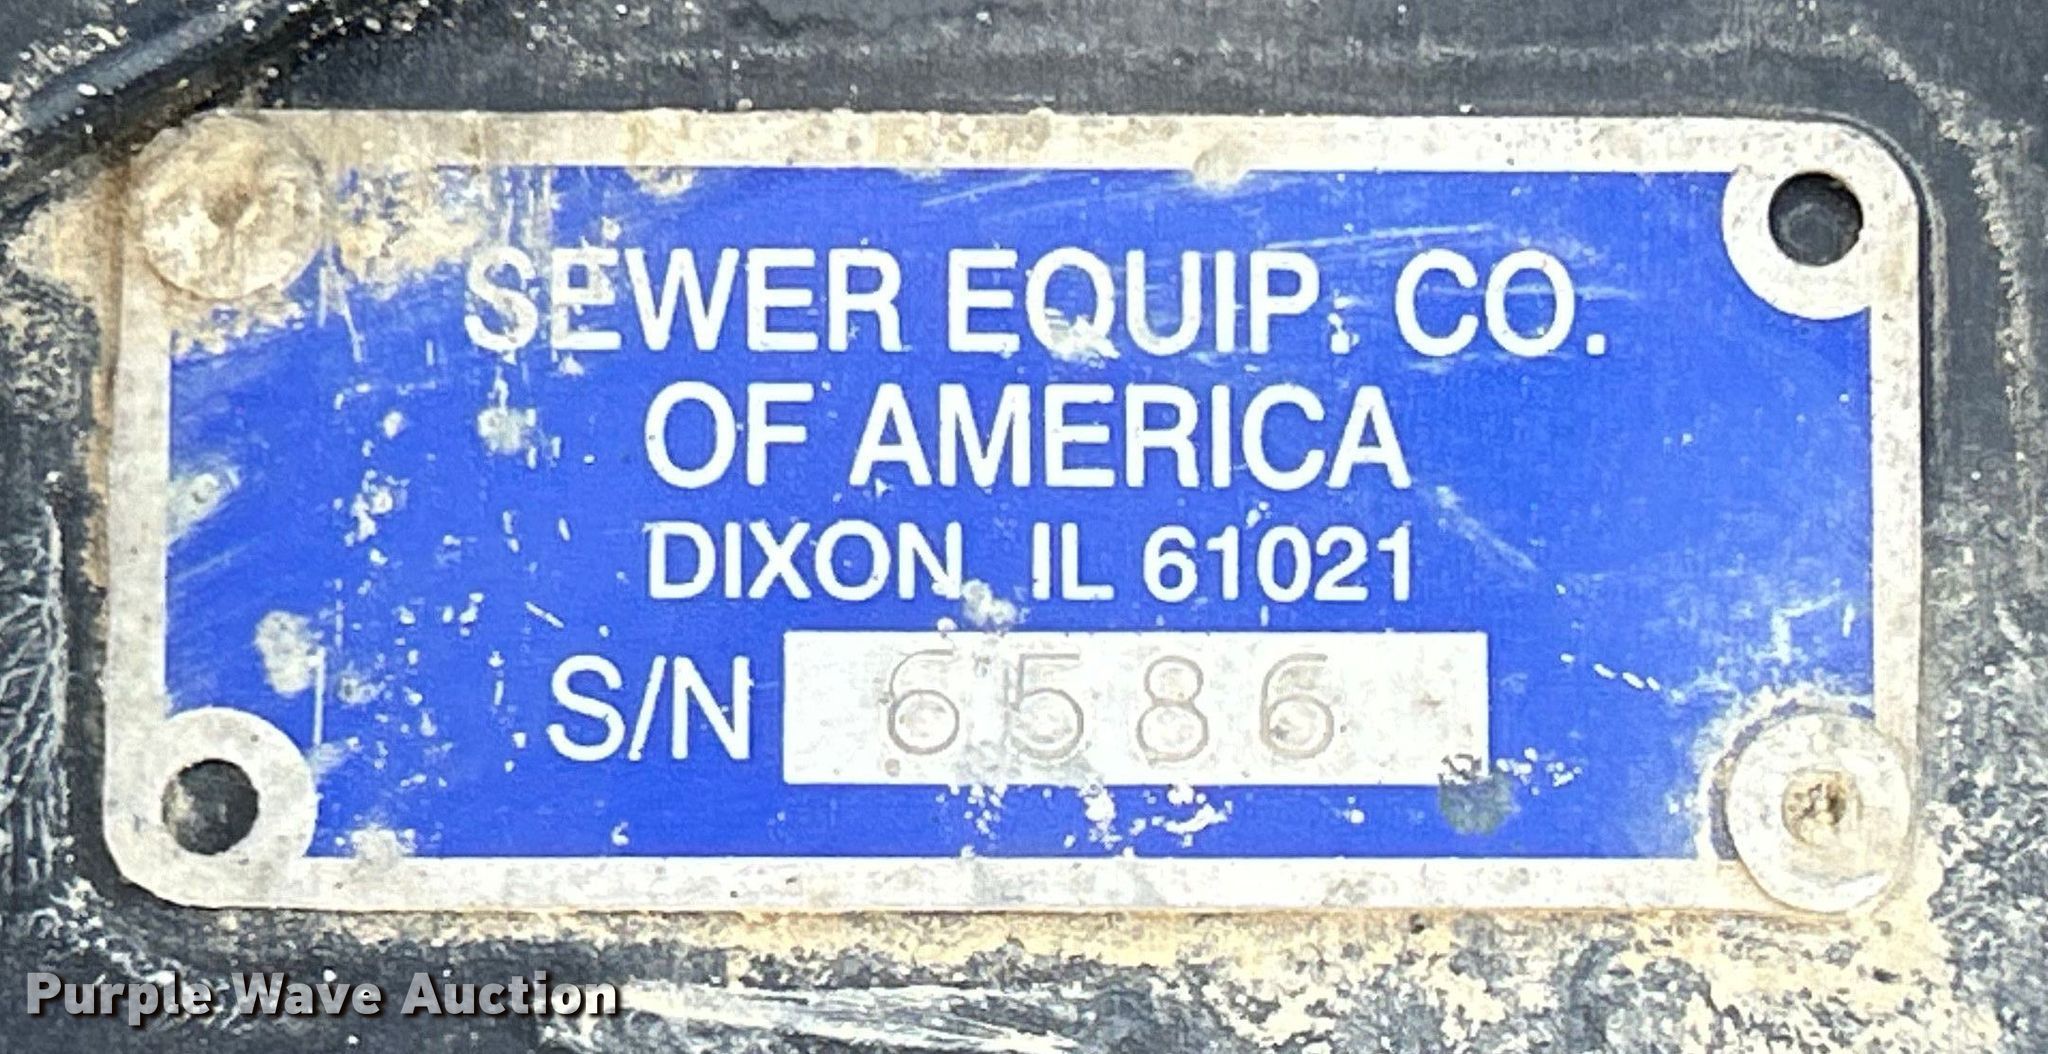 SEWER EQUIP. CO.
OF AMERICA
DIXON, IL 61021
S/N 6586
Purple Wave Auction